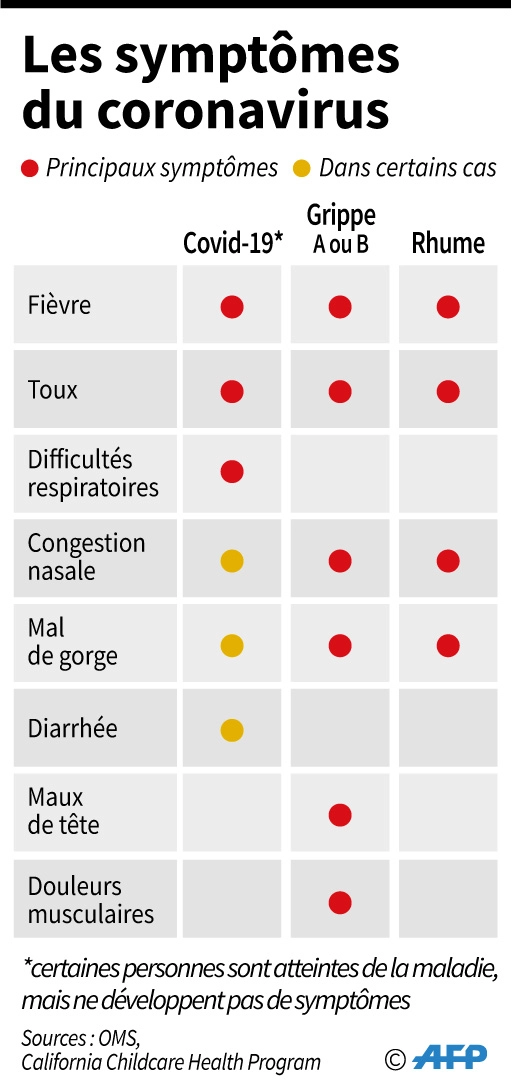 Les symptômes
du coronavirus
Principaux symptômes Dans certains cas
Covid-19* Grippe A ou B Rhume
Fièvre
Toux
Difficultés
respiratoires
Congestion
nasale
Mal
de gorge
Diarrhée
Maux
de tête
Douleurs
musculaires
*certaines personnes sont atteintes de la maladie,
mais ne développent pas de symptômes
Sources : OMS,
California Childcare Health Program
© AFP